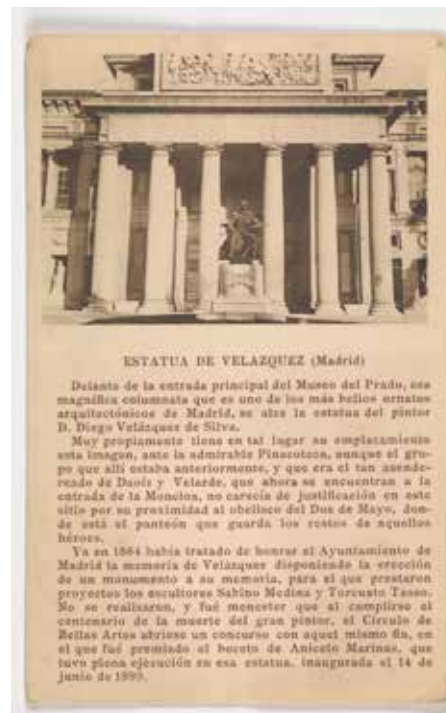 ESTATUA DE VELAZQUEZ (Madrid)
Delante de la entrada principal del Museo del Prado, esa
magnífica columnata que es uno de los más bellos ornatos
arquitectónicos de Madrid, se alza la estatua del pintor
D. Diego Velázquez de Silva.
Muy propiamente tiene en tal lugar su emplazamiento
esta imagen, ante la admirable Pinacoteca, aunque el gru-
po que allí estaba anteriormente, y que era el tan asende-
reado de Daoíz y Velarde, que ahora se encuentran a la
entrada de la Moncloa, no carecía de justificación en este
sitio por su proximidad al obelisco del Dos de Mayo, don-
de está el panteón que guarda los restos de aquellos
héroes.
Ya en 1884 había tratado de honrar el Ayuntamiento de
Madrid la memoria de Velázquez disponiendo la erección
de un monumento a su memoria, para el que prestaron
proyectos los escultores Sabino Medina y Torcuato Tasso.
No se realizaron, y fué menester que al cumplirse el
centenario de la muerte del gran pintor, el Círculo de
Bellas Artes abriese un concurso con aquel mismo fin, en
el que fué premiado el boceto de Aniceto Marinas, que
tuvo plena ejecución en esa estatua, inaugurada el 14 de
junio de 1899.